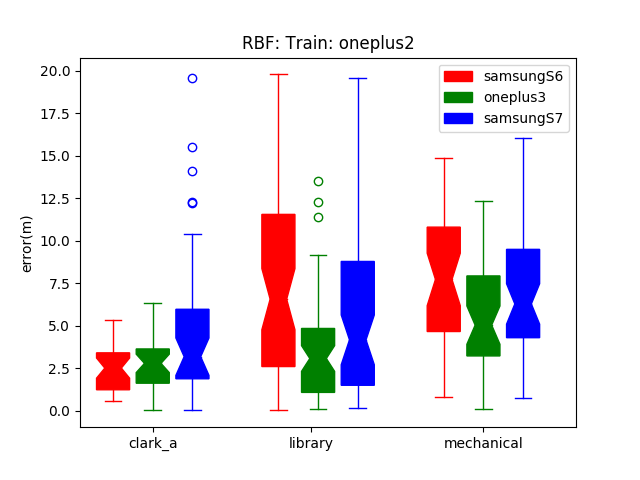 RBF: Train: oneplus2
samsungS6
oneplus3
samsungS7
error(m)
20.0
17.5
15.0
12.5
10.0
7.5
5.0
2.5
0.0
clark_a
library
mechanical